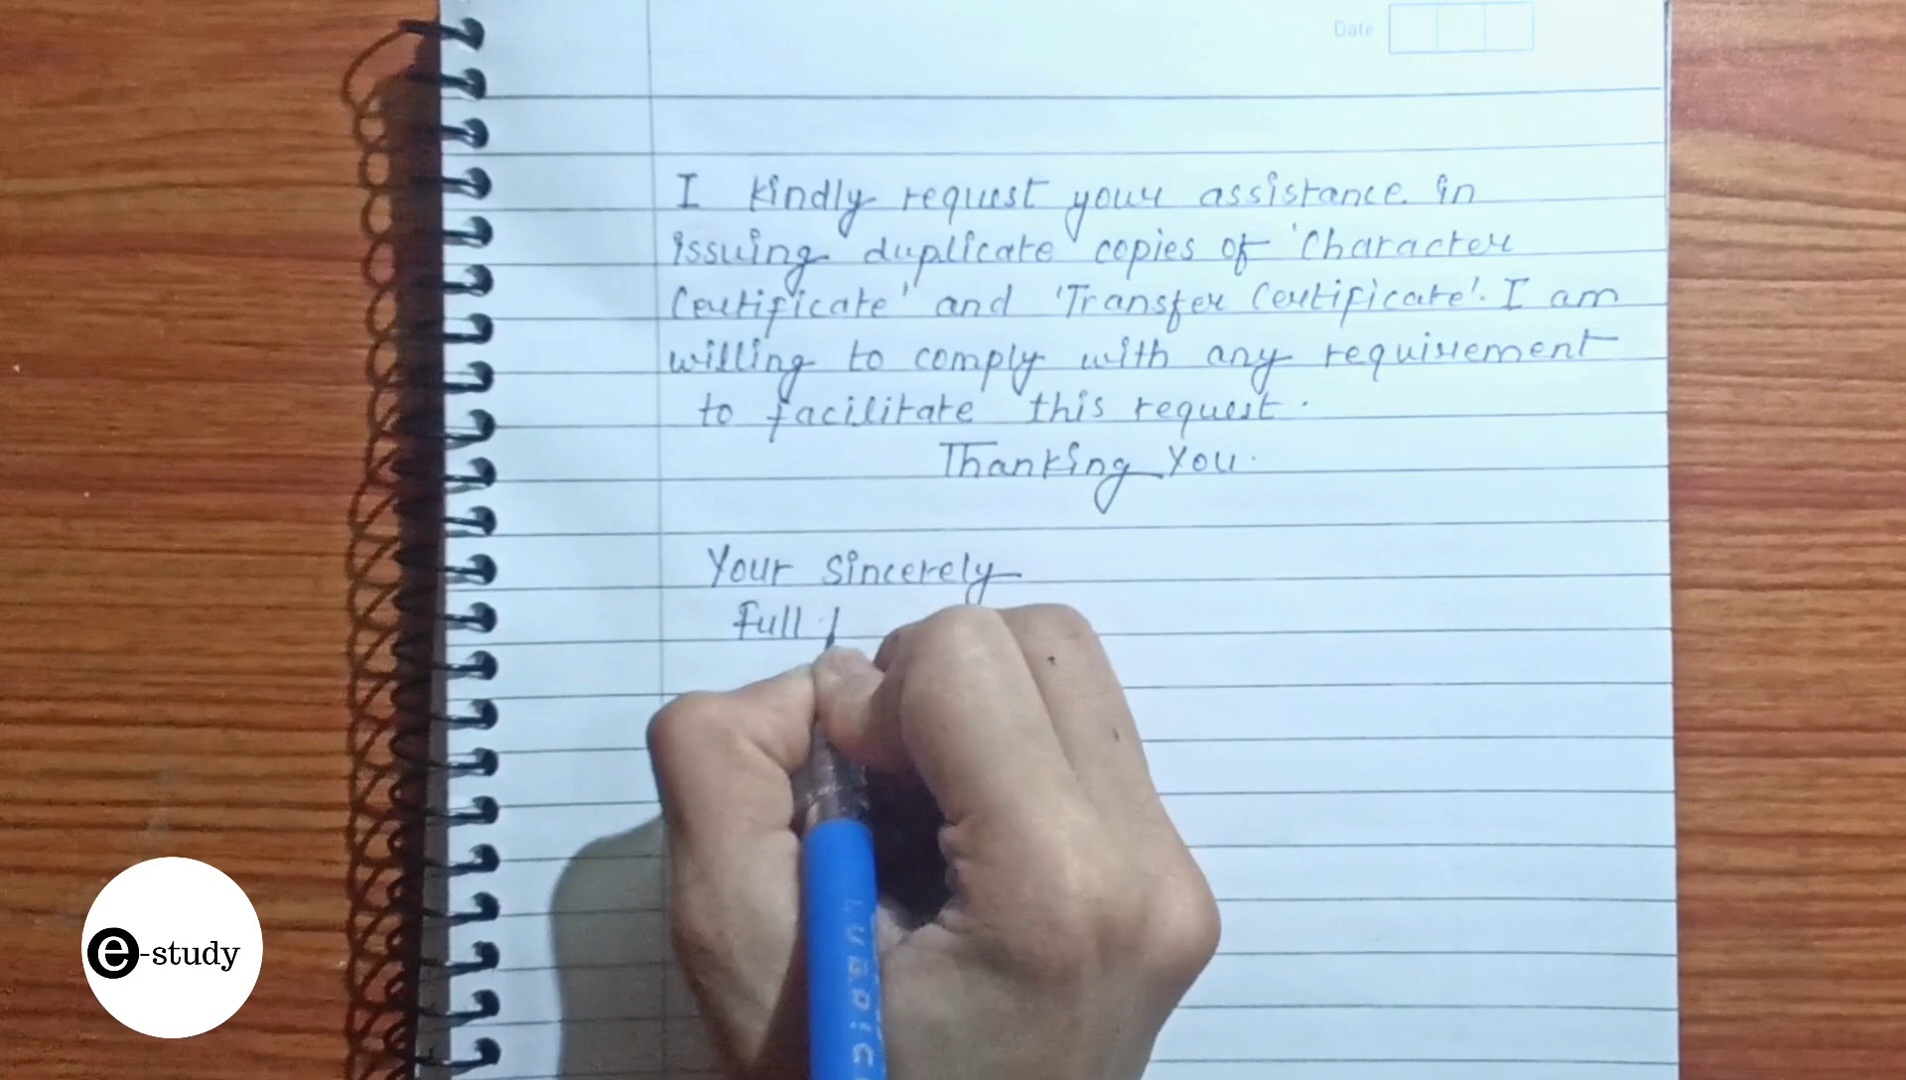 Date
I kindly request your assistance in
issuing duplicate copies of 'Character
Certificate' and 'Transfer Certificate'. I am
willing to comply with any requirement
to facilitate this request.
Thanking You.
Your Sincerely
Full
e-study
LUBRIC